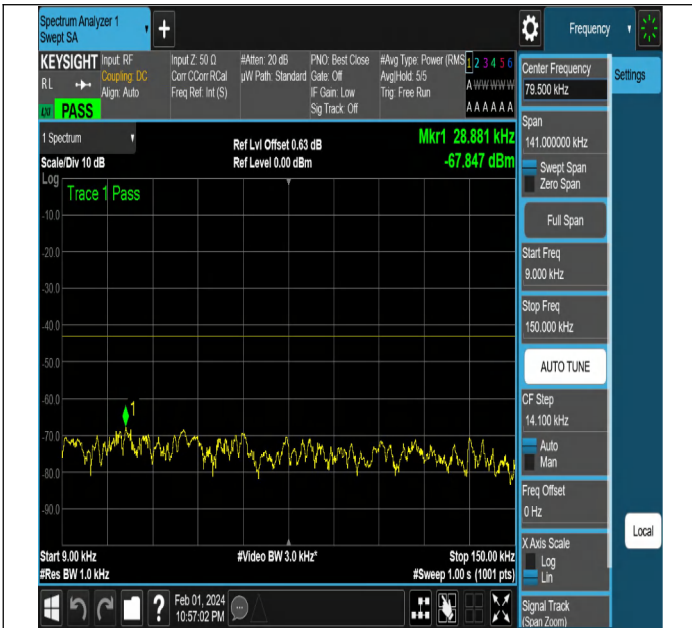 Spectrum Analyzer 1
Swept SA
+
Frequency
KEYSIGHT
R L
LXI
PASS
Input: RF
Coupling: DC
Align: Auto
Input Z: 50 Ω
Corr CCorr RCal
Freq Ref: Int (S)
#Atten: 20 dB
µW Path: Standard
PNO: Best Close
Gate: Off
IF Gain: Low
Sig Track: Off
#Avg Type: Power (RMS
Avg|Hold: 5/5
Trig: Free Run
1 2 3 4 5 6
A W W W W W
A A A A A A
1 Spectrum
Scale/Div 10 dB
Log
Ref Lvl Offset 0.63 dB
Ref Level 0.00 dBm
Mkr1 28.881 kHz
-67.847 dBm
Trace 1 Pass
-10.0
-20.0
-30.0
-40.0
-50.0
-60.0
-70.0
-80.0
-90.0
1
Start 9.00 kHz
#Res BW 1.0 kHz
#Video BW 3.0 kHz*
Stop 150.00 kHz
#Sweep 1.00 s (1001 pts)
Center Frequency
79.500 kHz
Settings
Span
141.000000 kHz
Swept Span
Zero Span
Full Span
Start Freq
9.000 kHz
Stop Freq
150.000 kHz
AUTO TUNE
CF Step
14.100 kHz
Auto
Man
Freq Offset
0 Hz
X Axis Scale
Log
Lin
Local
Signal Track
(Span Zoom)
?
Feb 01, 2024
10:57:02 PM